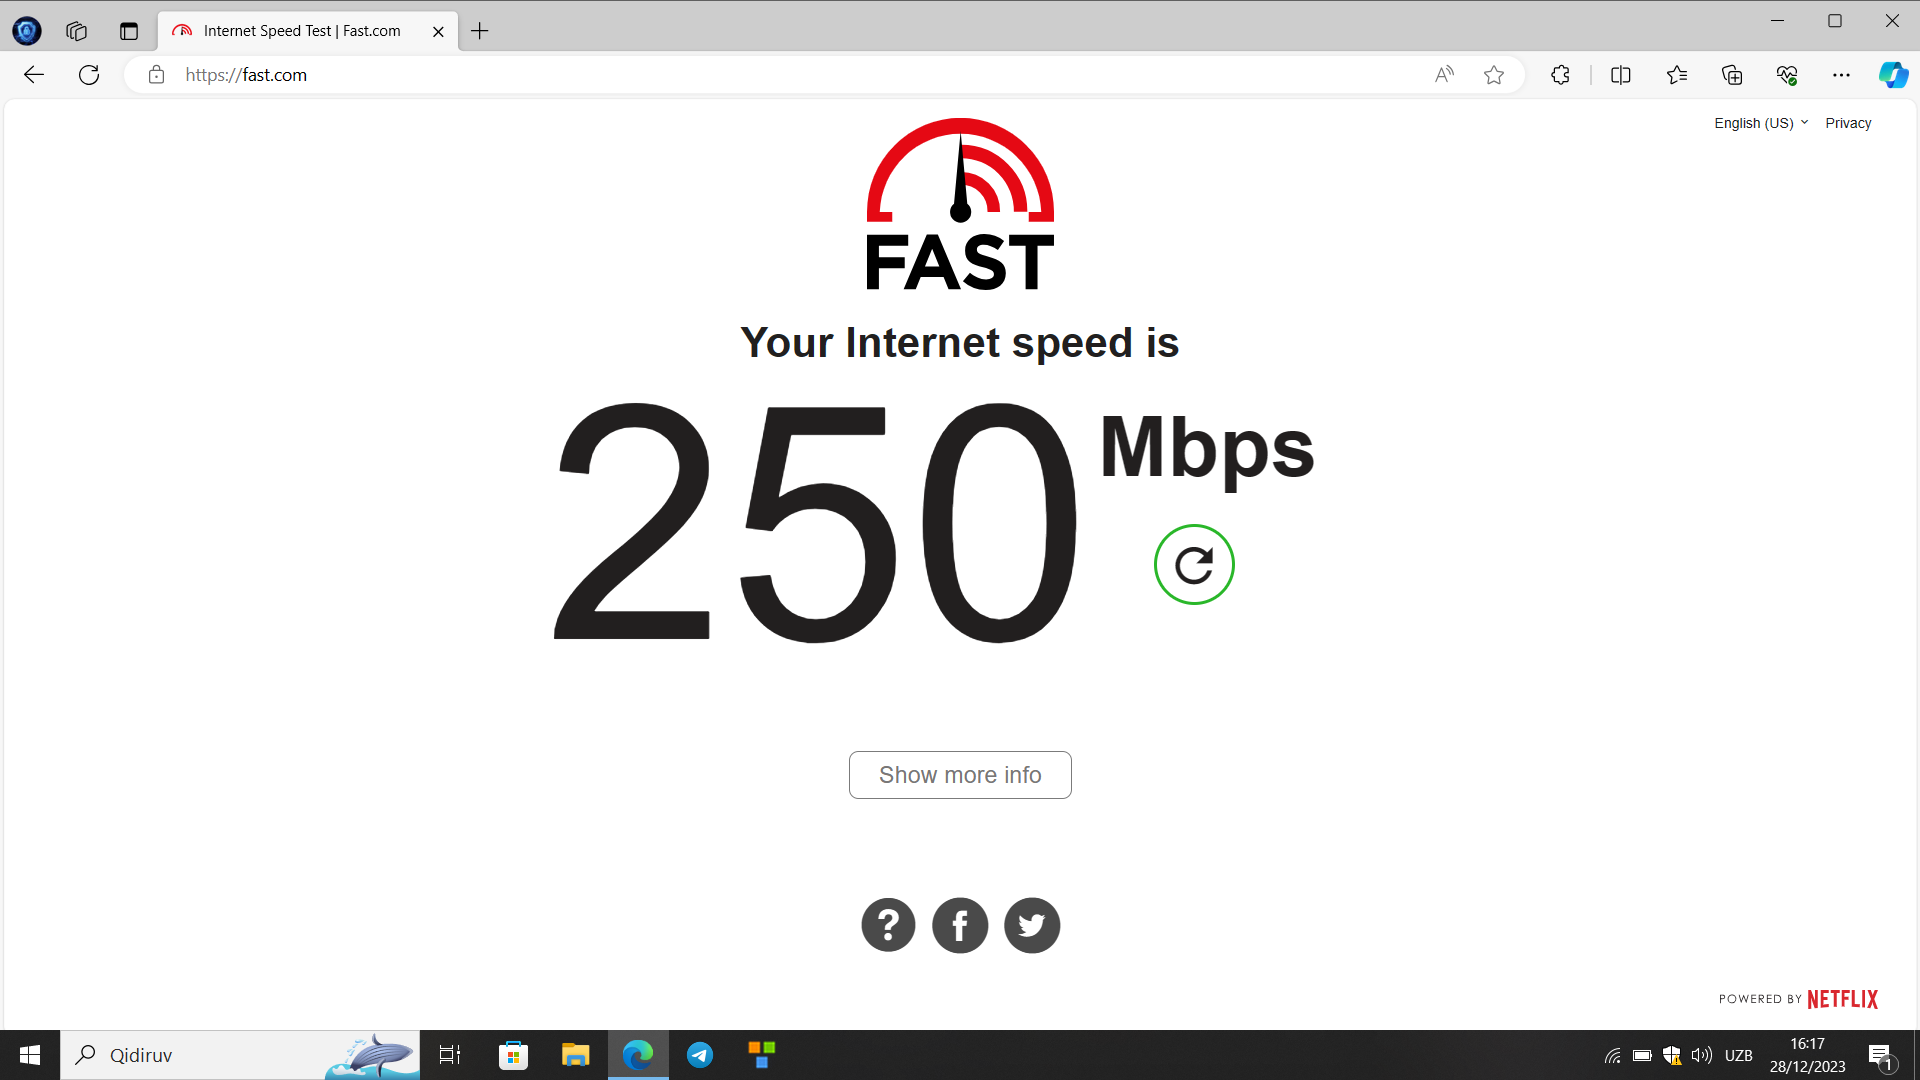 Internet Speed Test | Fast.com
https://fast.com
English (US) Privacy
FAST
Your Internet speed is
250 Mbps
Show more info
?
f
POWERED BY NETFLIX
Qidiruv
UZB
16:17
28/12/2023
1